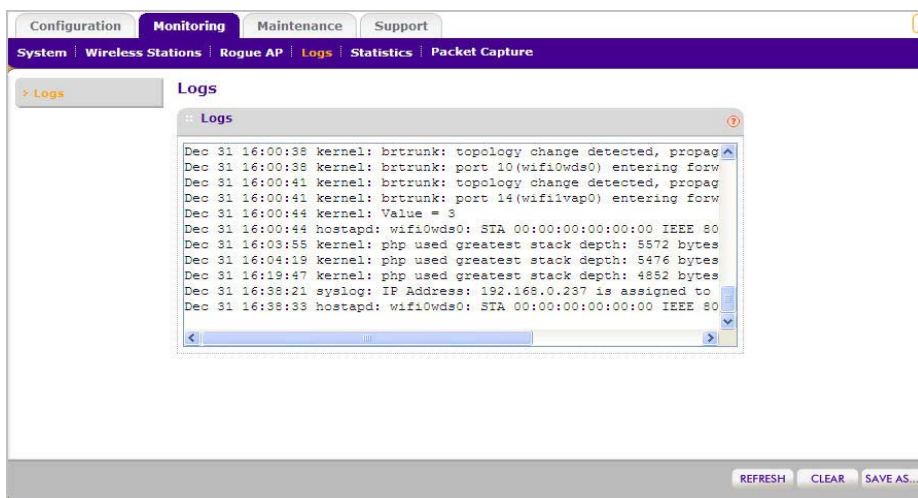 Configuration Monitoring Maintenance Support
System Wireless Stations Rogue AP Logs Statistics Packet Capture
> Logs
Logs
Logs
?
Dec 31 16:00:38 kernel: brtrunk: topology change detected, propag
Dec 31 16:00:38 kernel: brtrunk: port 10(wifi0wds0) entering forw
Dec 31 16:00:41 kernel: brtrunk: topology change detected, propag
Dec 31 16:00:41 kernel: brtrunk: port 14(wifi1vap0) entering forw
Dec 31 16:00:44 kernel: Value = 3
Dec 31 16:00:44 hostapd: wifi0wds0: STA 00:00:00:00:00:00 IEEE 80
Dec 31 16:03:55 kernel: php used greatest stack depth: 5572 bytes
Dec 31 16:04:19 kernel: php used greatest stack depth: 5476 bytes
Dec 31 16:19:47 kernel: php used greatest stack depth: 4852 bytes
Dec 31 16:38:21 syslog: IP Address: 192.168.0.237 is assigned to
Dec 31 16:38:33 hostapd: wifi0wds0: STA 00:00:00:00:00:00 IEEE 80
REFRESH CLEAR SAVE AS...